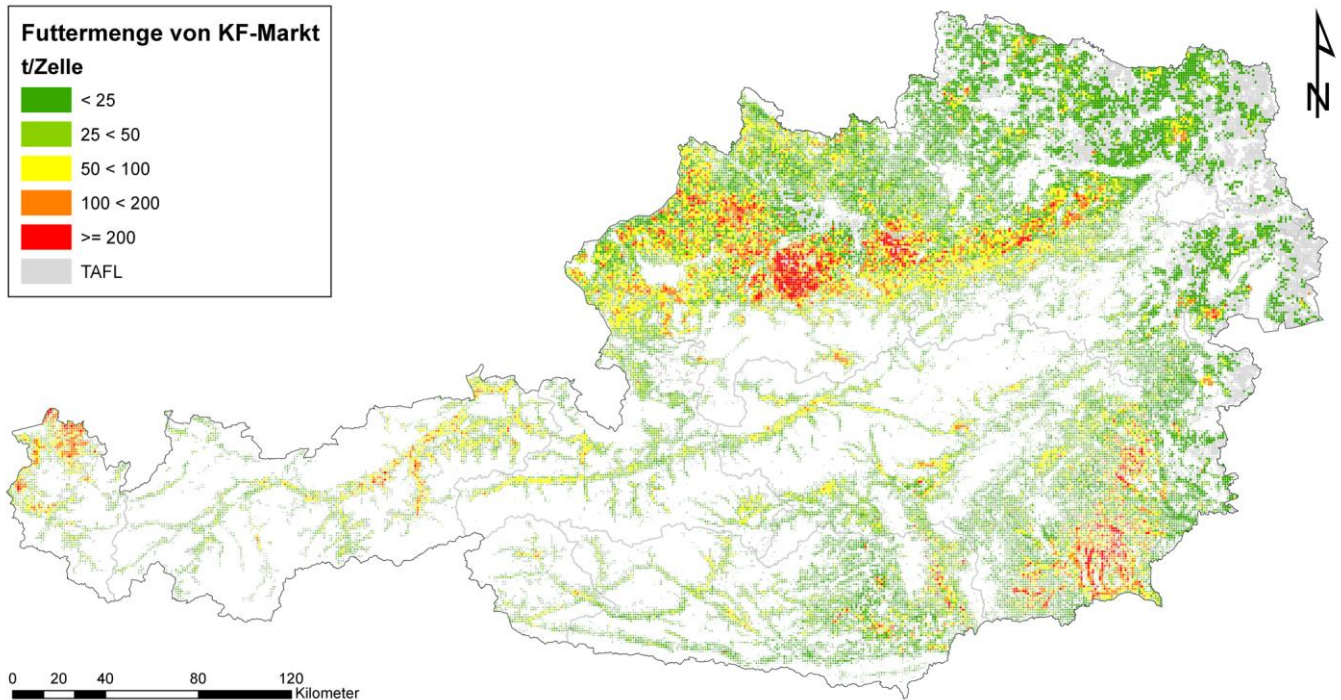 Futtermenge von KF-Markt
t/Zelle
< 25
25 < 50
50 < 100
100 < 200
>= 200
TAFL
N
0 20 40 80 120
Kilometer